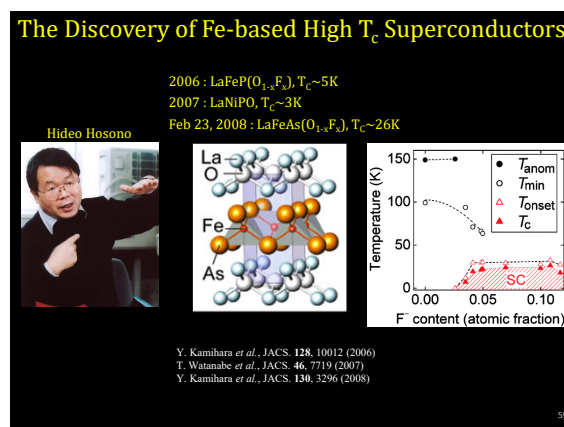 The Discovery of Fe-based High Tc Superconductors
2006 : LaFeP(O1-xFx), TC~5K
2007 : LaNiPO, TC~3K
Feb 23, 2008 : LaFeAs(O1-xFx), TC~26K
Hideo Hosono
La
O
Fe
As
Temperature (K)
150
100
50
0
Tanom
Tmin
Tonset
Tc
SC
0.00
0.05
0.10
F⁻ content (atomic fraction)
Y. Kamihara et al., JACS. 128, 10012 (2006)
T. Watanabe et al., JACS. 46, 7719 (2007)
Y. Kamihara et al., JACS. 130, 3296 (2008)